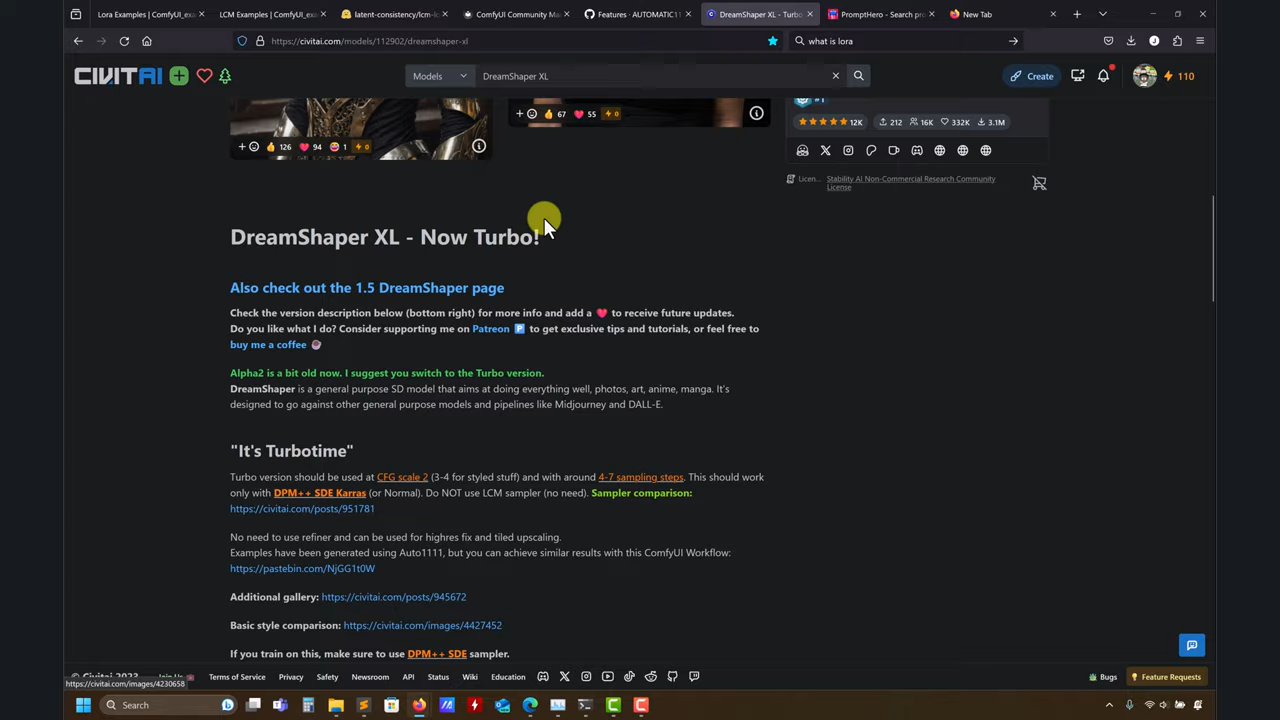 Lora Examples | ComfyUI_exa
LCM Examples | ComfyUI_exa
latent-consistency/lcm-lo
ComfyUI Community Ma
Features · AUTOMATIC11
DreamShaper XL - Turbo
PromptHero - Search pro
New Tab
https://civitai.com/models/112902/dreamshaper-xl
what is lora
CIVITAI
Models
DreamShaper XL
Create
110
67 55 0
126 94 1 0
#1
12K 212 16K 332K 3.1M
Licen... Stability AI Non-Commercial Research Community
License
DreamShaper XL - Now Turbo!
Also check out the 1.5 DreamShaper page
Check the version description below (bottom right) for more info and add a ❤️ to receive future updates.
Do you like what I do? Consider supporting me on Patreon 🅿️ to get exclusive tips and tutorials, or feel free to
buy me a coffee ☕
Alpha2 is a bit old now. I suggest you switch to the Turbo version.
DreamShaper is a general purpose SD model that aims at doing everything well, photos, art, anime, manga. It's
designed to go against other general purpose models and pipelines like Midjourney and DALL-E.
"It's Turbotime"
Turbo version should be used at CFG scale 2 (3-4 for styled stuff) and with around 4-7 sampling steps. This should work
only with DPM++ SDE Karras (or Normal). Do NOT use LCM sampler (no need). Sampler comparison:
https://civitai.com/posts/951781
No need to use refiner and can be used for highres fix and tiled upscaling.
Examples have been generated using Auto1111, but you can achieve similar results with this ComfyUI Workflow:
https://pastebin.com/NjGG1t0W
Additional gallery: https://civitai.com/posts/945672
Basic style comparison: https://civitai.com/images/4427452
If you train on this, make sure to use DPM++ SDE sampler.
© Civitai 2023 Join Us Terms of Service Privacy Safety Newsroom API Status Wiki Education Bugs Feature Requests
https://civitai.com/images/4230658
Search